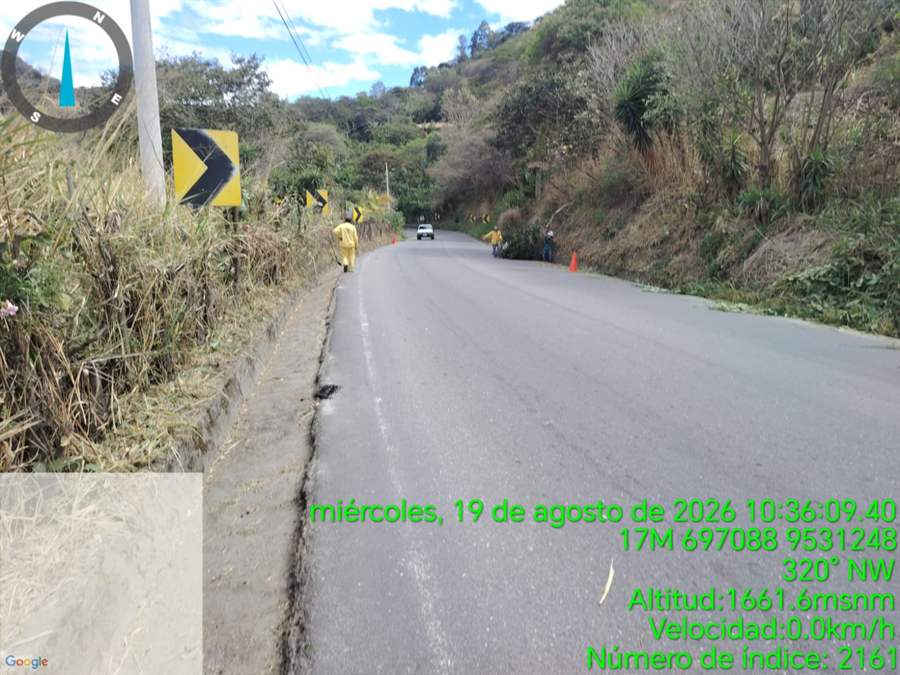 N
W
E
S
miércoles, 19 de agosto de 2026 10:36:09.40
17M 697088 9531248
320° NW
Altitud:1661.6msnm
Velocidad:0.0km/h
Número de índice: 2161
Google